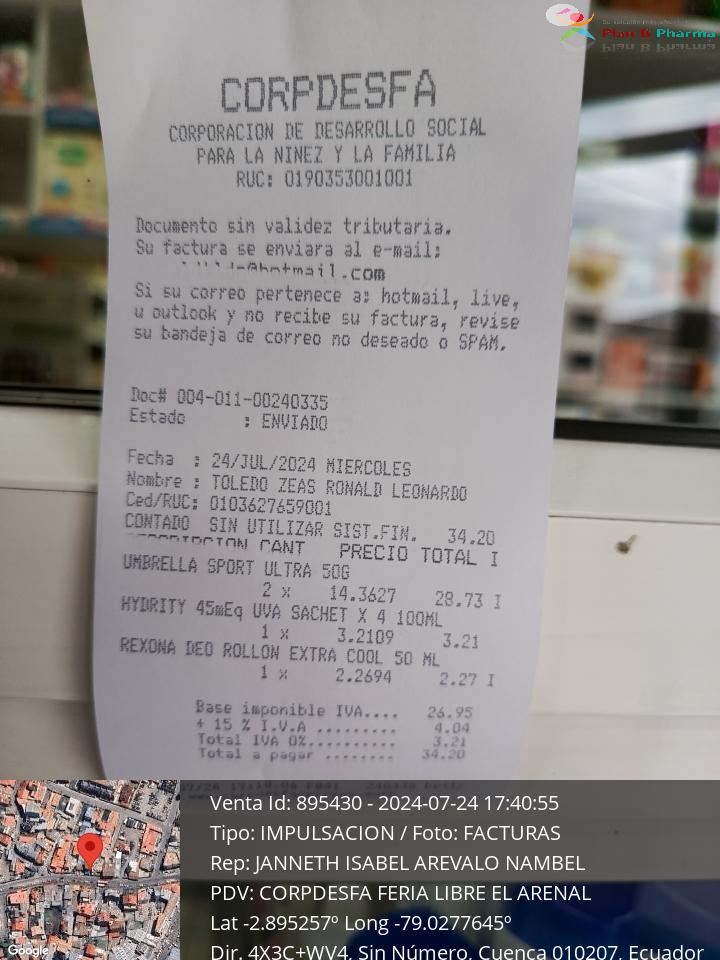 Plau & Pharma
CORPDESFA
CORPORACION DE DESARROLLO SOCIAL
PARA LA NINEZ Y LA FAMILIA
RUC: 0190353001001
Documento sin validez tributaria.
Su factura se enviara al e-mail:
@hotmail.com
Si su correo pertenece a: hotmail, live,
u outlook y no recibe su factura, revise
su bandeja de correo no deseado o SPAM.
Doc# 004-011-00240335
Estado : ENVIADO
Fecha : 24/JUL/2024 MIERCOLES
Nombre : TOLEDO ZEAS RONALD LEONARDO
Ced/RUC: 0103627659001
CONTADO SIN UTILIZAR SIST.FIN. 34.20
CANT PRECIO TOTAL I
UMBRELLA SPORT ULTRA 50G
2 x 14.3627 28.73 I
HYDRITY 45mEq UVA SACHET X 4 100ML
1 x 3.2109 3.21
REXONA DEO ROLLON EXTRA COOL 50 ML
1 x 2.2694 2.27 I
Base imponible IVA.... 26.95
+ 15 % I.V.A ......... 4.04
Total IVA 0%.......... 3.21
Total a pagar ........ 34.20
Venta Id: 895430 - 2024-07-24 17:40:55
Tipo: IMPULSACION / Foto: FACTURAS
Rep: JANNETH ISABEL AREVALO NAMBEL
PDV: CORPDESFA FERIA LIBRE EL ARENAL
Lat -2.895257º Long -79.0277645º
Dir. 4X3C+WV4, Sin Número, Cuenca 010207, Ecuador
Google